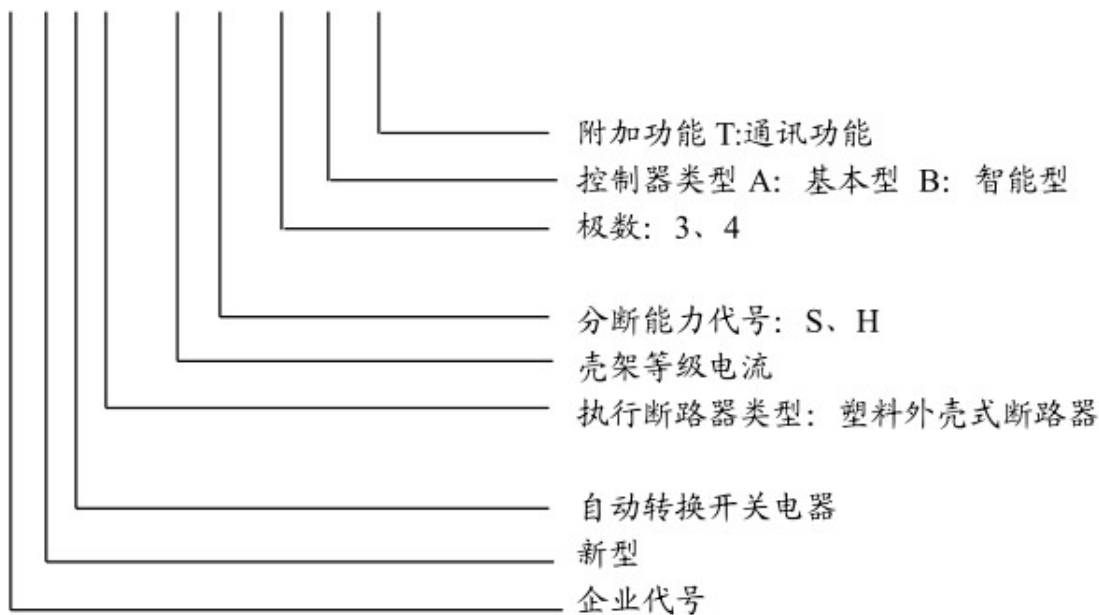 附加功能 T:通讯功能
控制器类型 A：基本型 B：智能型
极数：3、4
分断能力代号：S、H
壳架等级电流
执行断路器类型：塑料外壳式断路器
自动转换开关电器
新型
企业代号